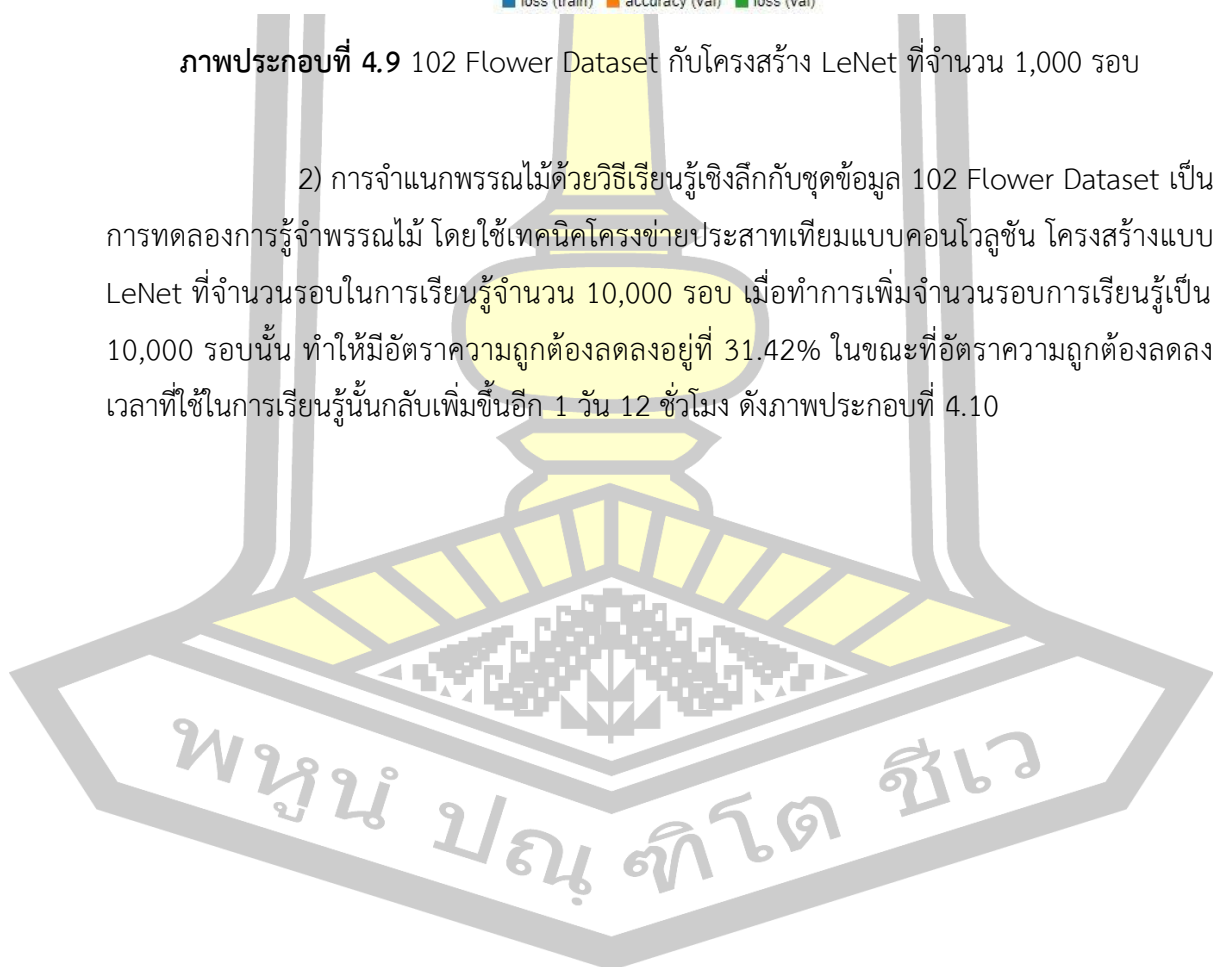 loss (train) accuracy (val) loss (val)
ภาพประกอบที่ 4.9 102 Flower Dataset กับโครงสร้าง LeNet ที่จำนวน 1,000 รอบ
2) การจำแนกพรรณไม้ด้วยวิธีเรียนรู้เชิงลึกกับชุดข้อมูล 102 Flower Dataset เป็น
การทดลองการรู้จำพรรณไม้ โดยใช้เทคนิคโครงข่ายประสาทเทียมแบบคอนโวลูชัน โครงสร้างแบบ
LeNet ที่จำนวนรอบในการเรียนรู้จำนวน 10,000 รอบ เมื่อทำการเพิ่มจำนวนรอบการเรียนรู้เป็น
10,000 รอบนั้น ทำให้มีอัตราความถูกต้องลดลงอยู่ที่ 31.42% ในขณะที่อัตราความถูกต้องลดลง
เวลาที่ใช้ในการเรียนรู้นั้นกลับเพิ่มขึ้นอีก 1 วัน 12 ชั่วโมง ดังภาพประกอบที่ 4.10
พหูนํ ปณฺฑิโต ชีเว